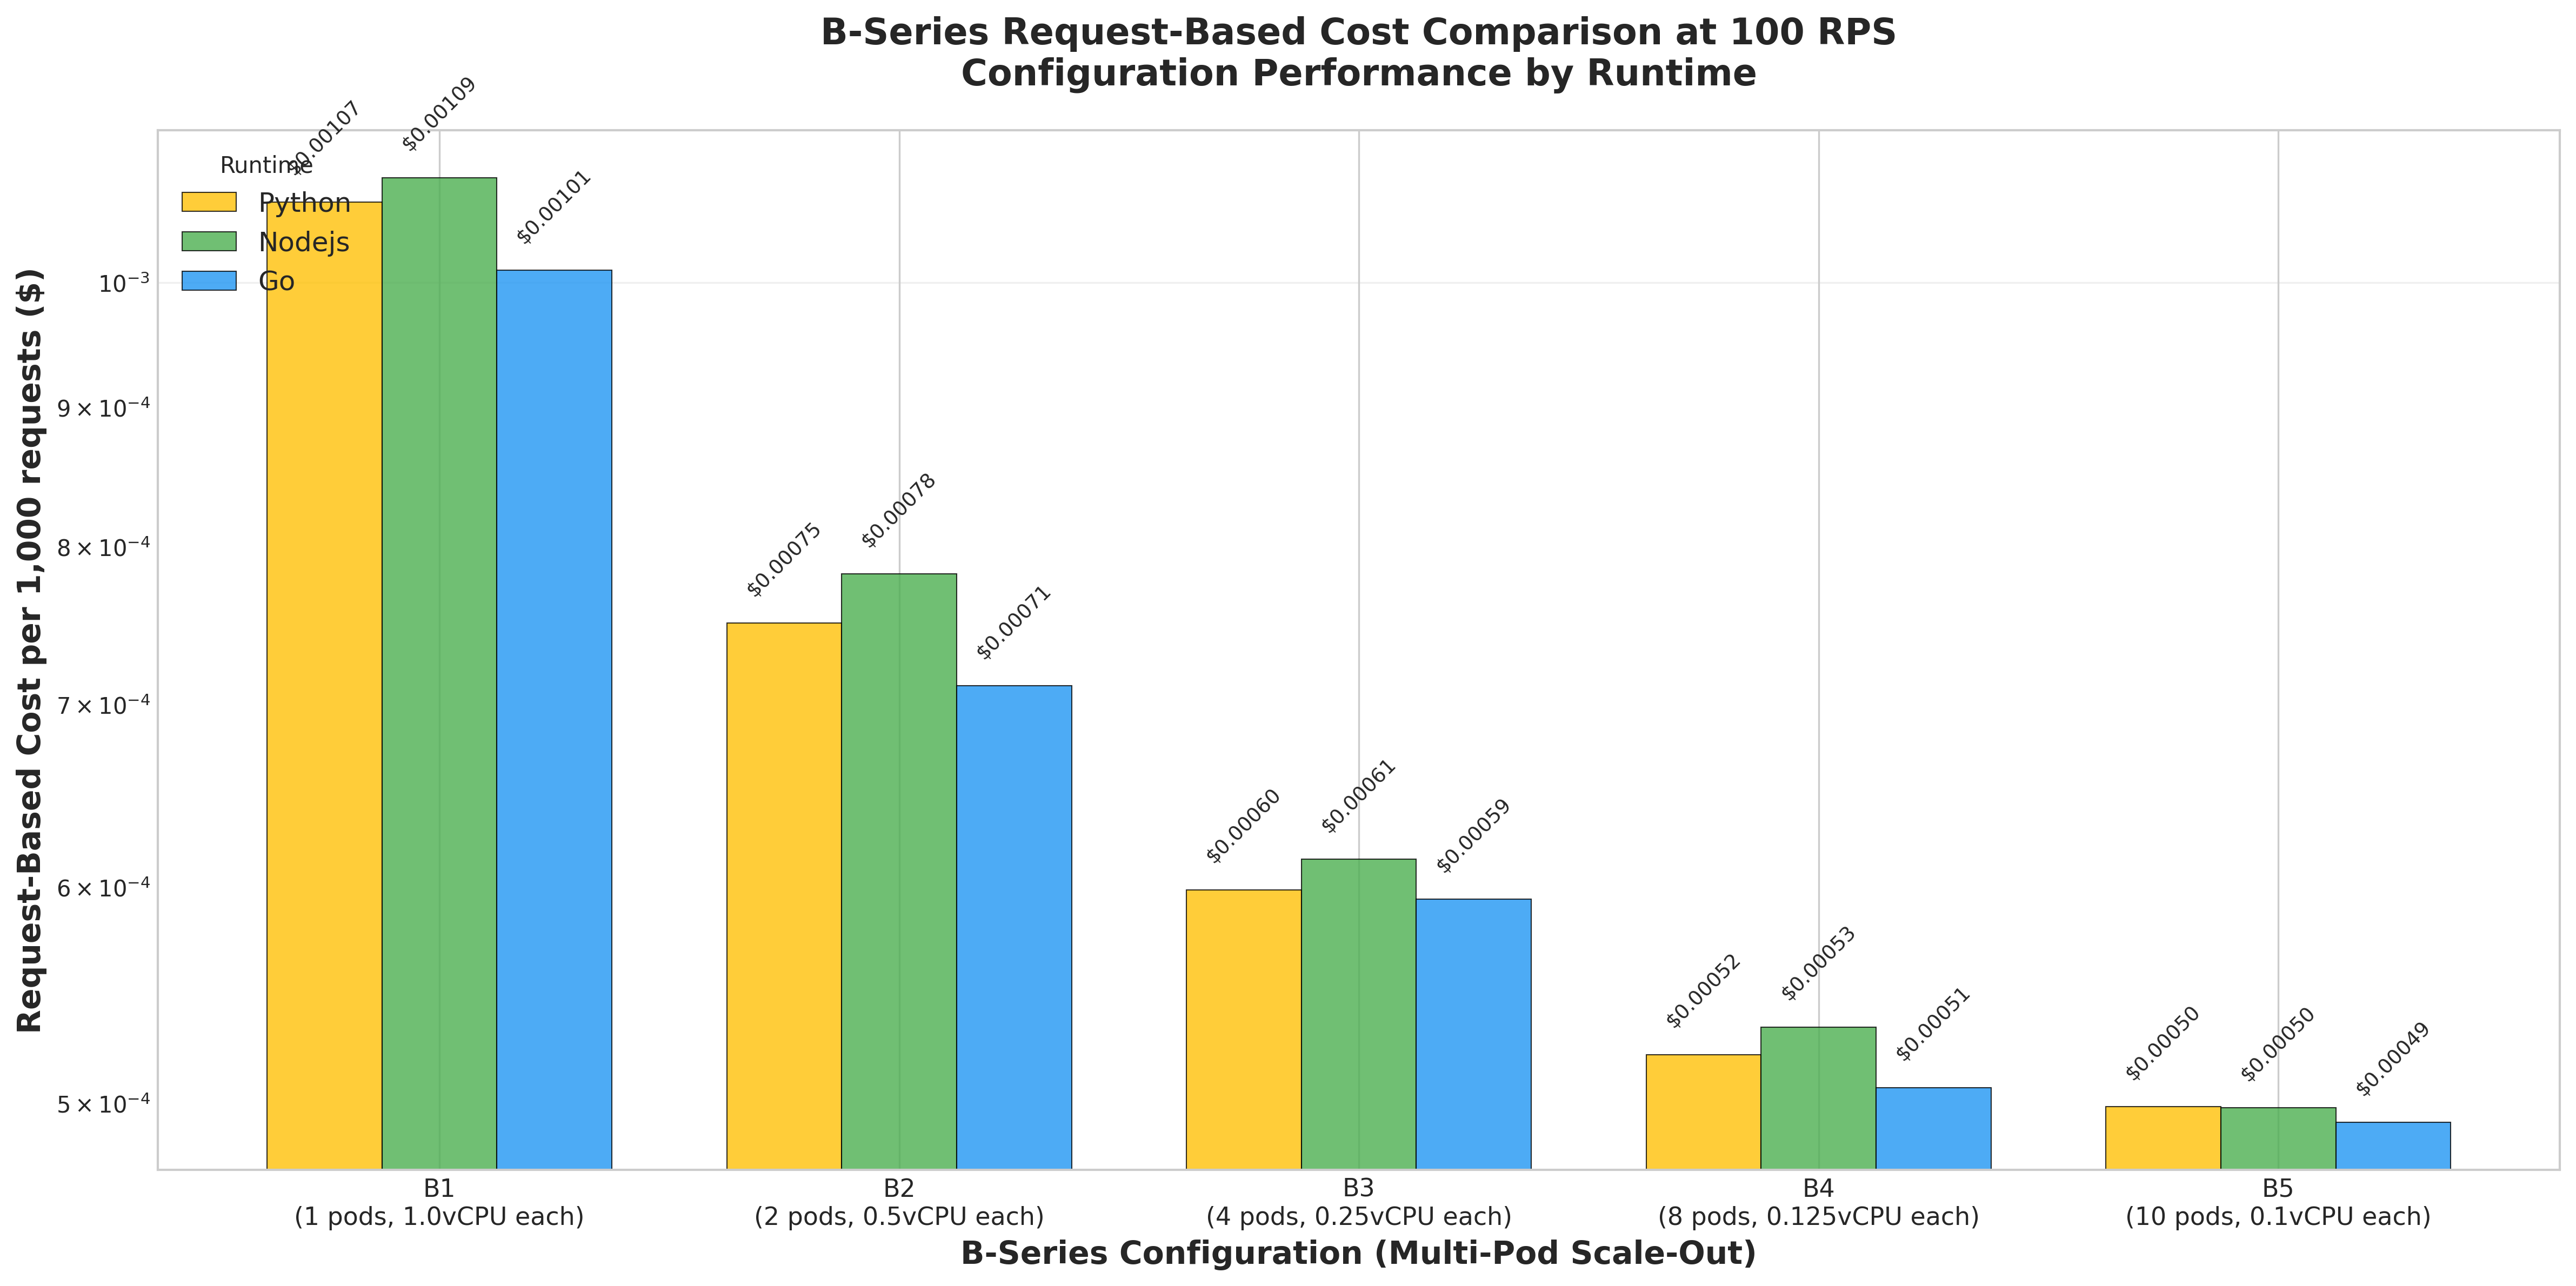 B-Series Request-Based Cost Comparison at 100 RPS
Configuration Performance by Runtime
Request-Based Cost per 1,000 requests ($)
10⁻³
9 × 10⁻⁴
8 × 10⁻⁴
7 × 10⁻⁴
6 × 10⁻⁴
5 × 10⁻⁴
Runtime
Python
Nodejs
Go
$0.00107
$0.00109
$0.00101
$0.00075
$0.00078
$0.00071
$0.00060
$0.00061
$0.00059
$0.00052
$0.00053
$0.00051
$0.00050
$0.00050
$0.00049
B1
(1 pods, 1.0vCPU each)
B2
(2 pods, 0.5vCPU each)
B3
(4 pods, 0.25vCPU each)
B4
(8 pods, 0.125vCPU each)
B5
(10 pods, 0.1vCPU each)
B-Series Configuration (Multi-Pod Scale-Out)